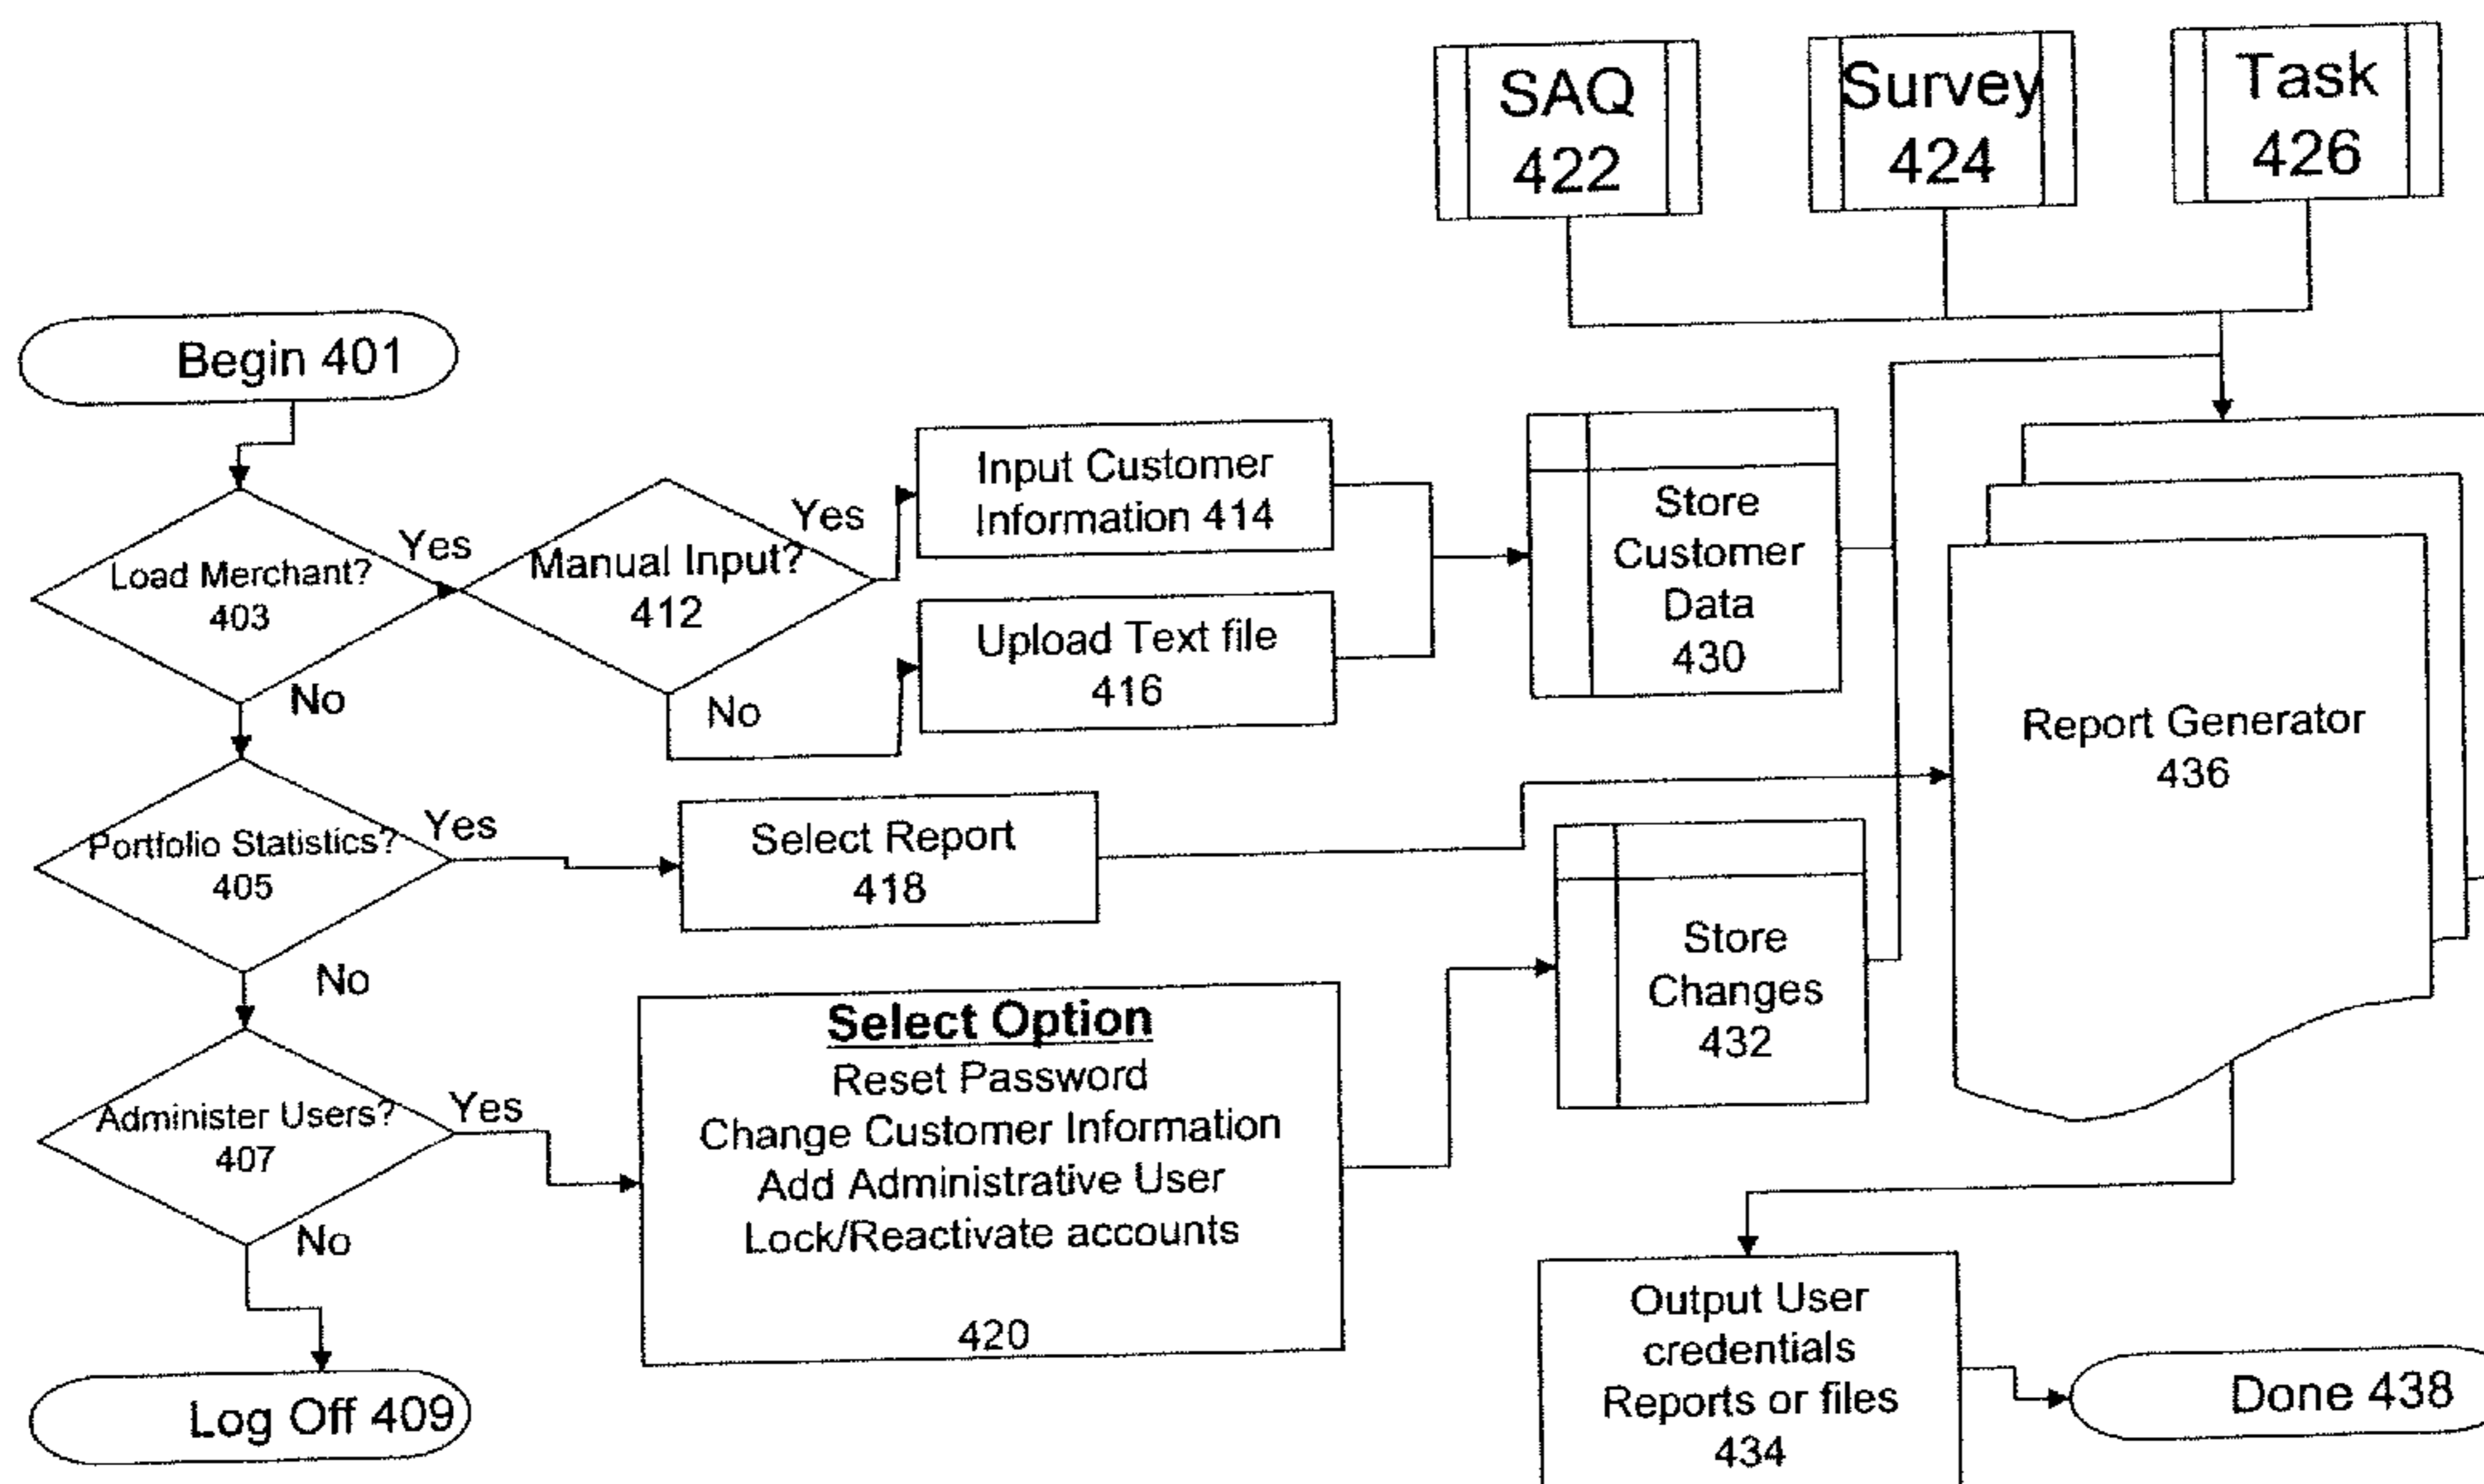 SAQ
422
Survey
424
Task
426
Begin 401
Load Merchant?
403
Yes
No
Manual Input?
412
Yes
No
Input Customer
Information 414
Upload Text file
416
Store
Customer
Data
430
Report Generator
436
Portfolio Statistics?
405
Yes
No
Select Report
418
Store
Changes
432
Administer Users?
407
Yes
No
Select Option
Reset Password
Change Customer Information
Add Administrative User
Lock/Reactivate accounts
420
Output User
credentials
Reports or files
434
Log Off 409
Done 438